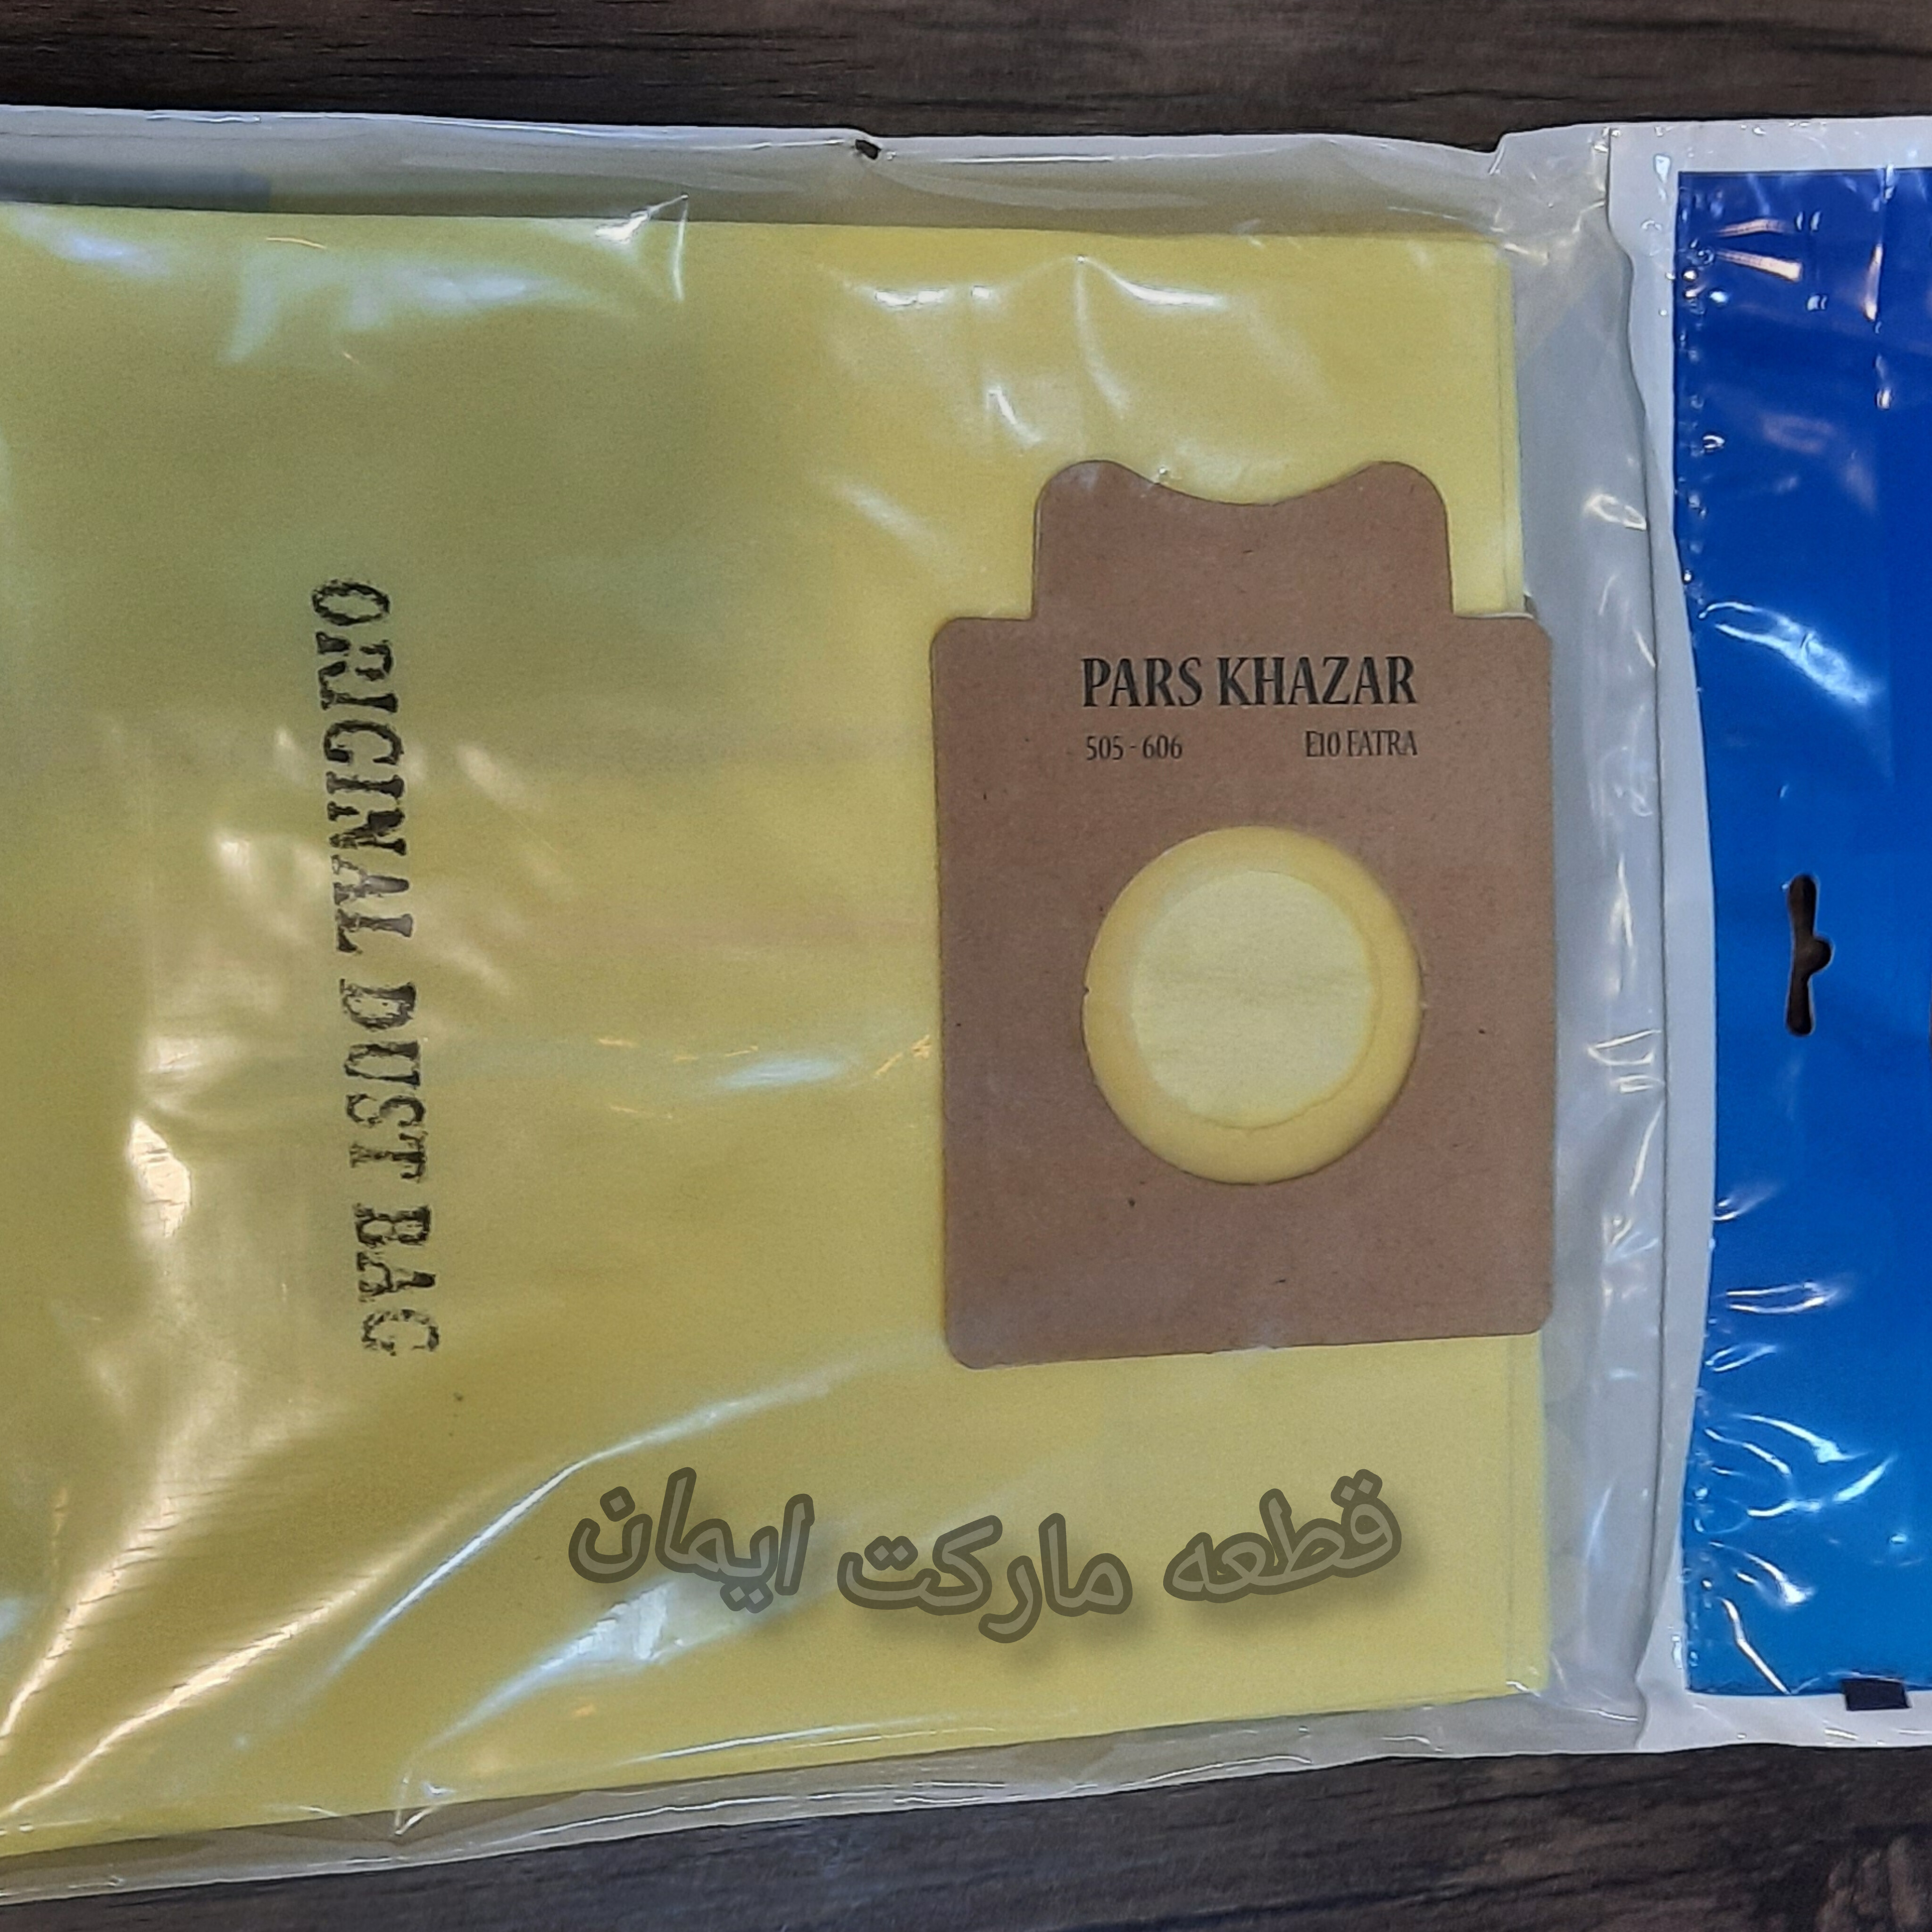 PARS KHAZAR
505 - 606 E10 FATRA
ORIGINAL DUST BAG
قطعه مارکت ایمان